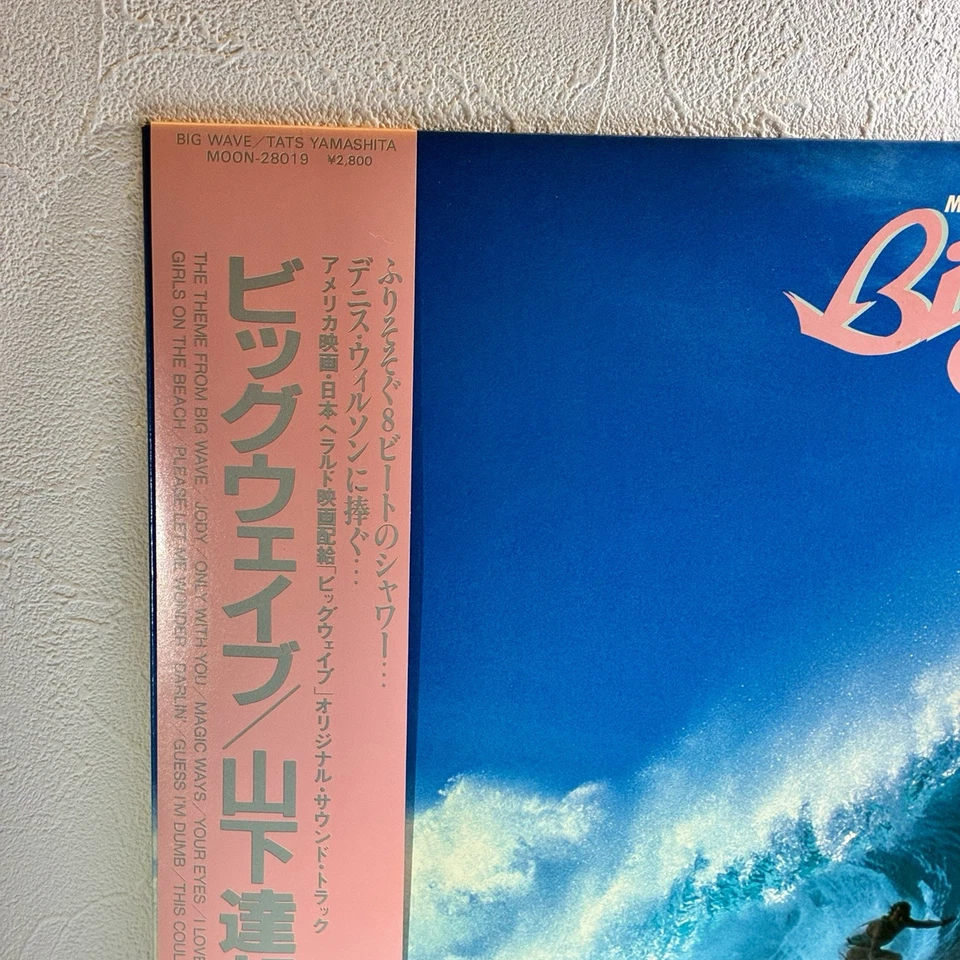 BIG WAVE／TATS YAMASHITA
MOON-28019 ¥2,800
ふりそそぐ8ビートのシャワー…
デニス・ウィルソンに捧ぐ…
アメリカ映画・日本ヘラルド映画配給「ビッグウェイブ」オリジナル・サウンド・トラック
ビッグウェイブ／山下達
THE THEME FROM BIG WAVE／JODY／ONLY WITH YOU／MAGIC WAYS／YOUR EYES／I LOVE
GIRLS ON THE BEACH／PLEASE LET ME WONDER／DARLIN'／GUESS I'M DUMB／THIS COUL
M
Bi